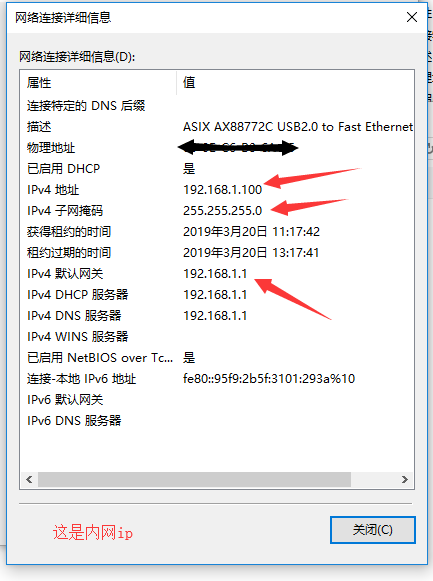 网络连接详细信息
网络连接详细信息(D):
属性 值
连接特定的 DNS 后缀
描述 ASIX AX88772C USB2.0 to Fast Ethernet
物理地址
已启用 DHCP 是
IPv4 地址 192.168.1.100
IPv4 子网掩码 255.255.255.0
获得租约的时间 2019年3月20日 11:17:42
租约过期的时间 2019年3月20日 13:17:41
IPv4 默认网关 192.168.1.1
IPv4 DHCP 服务器 192.168.1.1
IPv4 DNS 服务器 192.168.1.1
IPv4 WINS 服务器
已启用 NetBIOS over Tc... 是
连接-本地 IPv6 地址 fe80::95f9:2b5f:3101:293a%10
IPv6 默认网关
IPv6 DNS 服务器
这是内网ip
关闭(C)